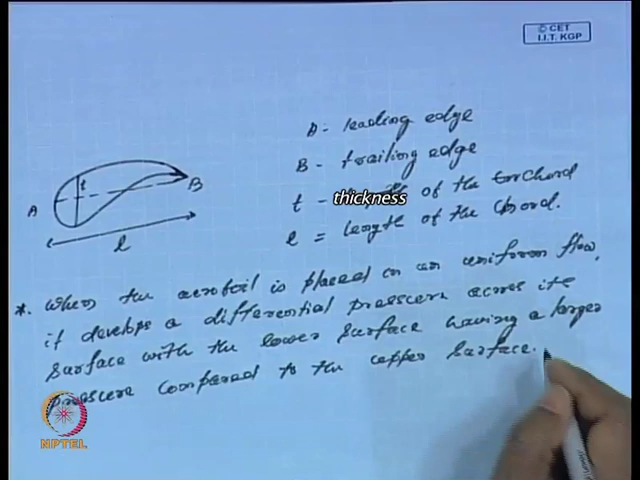 © CET
I.I.T. KGP
A - leading edge
B - trailing edge
t - thickness of the chord
l = length of the chord.
A
t
B
l
*. When the aerofoil is placed in an uniform flow,
it develops a differential pressure across its
surface with the lower surface having a larger
pressure compared to the upper surface.
NPTEL